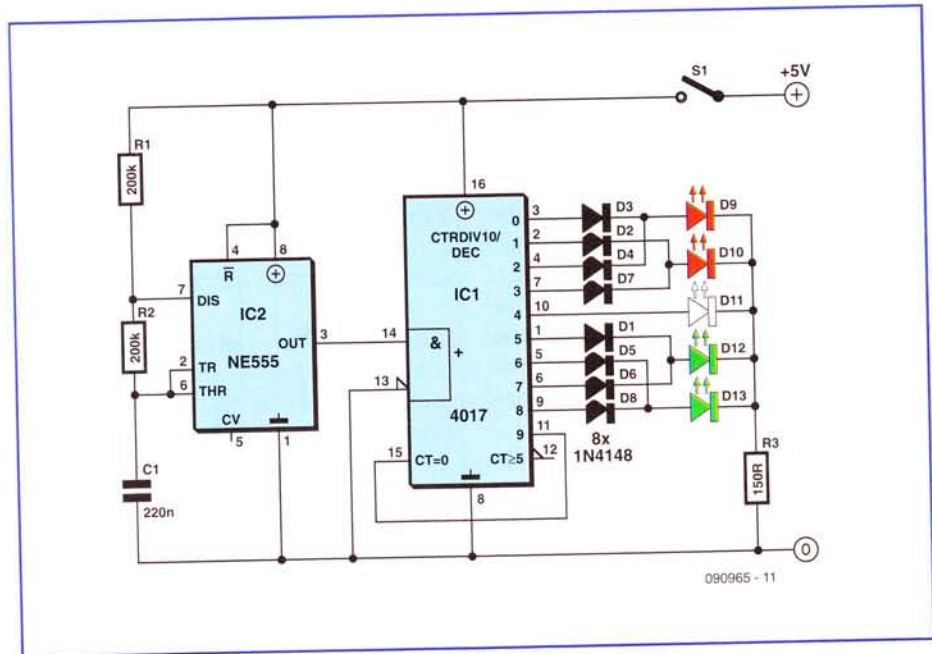 S1
+5V
R1
200k
16
3
D3
D9
0
CTRDIV10/
DEC
2
D2
1
4
8
4
D4
D10
R
2
7
D7
7
DIS
IC1
3
10
D11
R2
200k
IC2
4
1
D1
OUT
3
14
&
+
5
5
D5
D12
2
TR
NE555
6
6
D6
6
THR
13
7
9
D8
D13
4017
8
11
CV
9
12
8x
1N4148
R3
150R
5
1
15
CT=0
CT≥5
C1
220n
8
0
090965 - 11